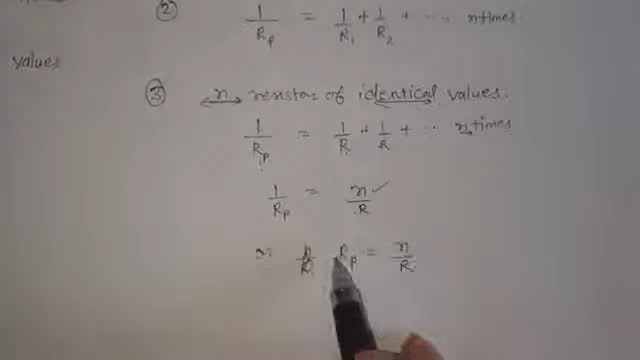 ② 1/Rp = 1/R1 + 1/R2 + ... n times
values
③ n resistor of identical values.
1/Rp = 1/R + 1/R + ... n times
1/Rp = n/R ✓
Rp = n/R